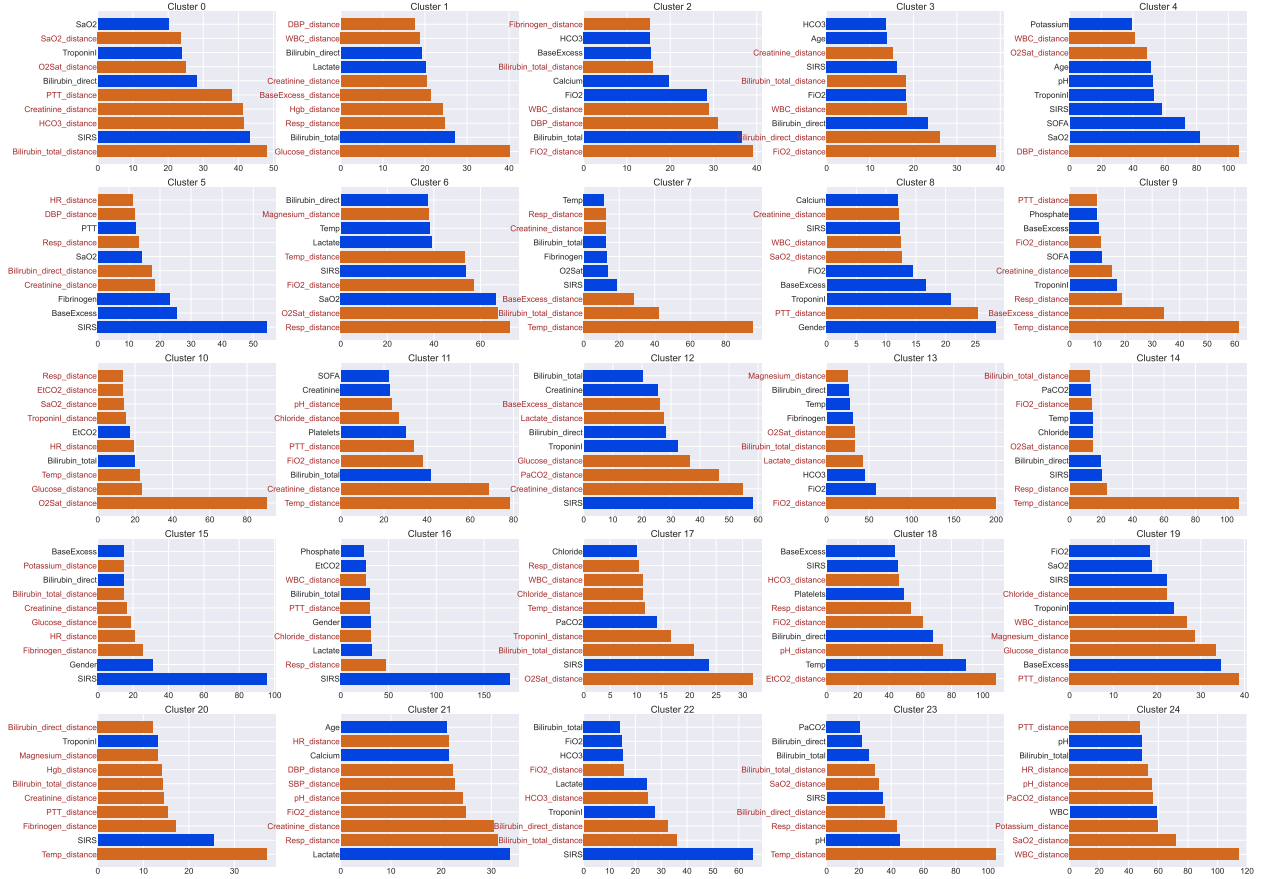 Cluster 0
SaO2
SaO2_distance
TroponinI
O2Sat_distance
Bilirubin_direct
PTT_distance
Creatinine_distance
HCO3_distance
SIRS
Bilirubin_total_distance
0 10 20 30 40 50
Cluster 1
DBP_distance
WBC_distance
Bilirubin_direct
Lactate
Creatinine_distance
BaseExcess_distance
Hgb_distance
Resp_distance
Bilirubin_total
Glucose_distance
0 10 20 30 40
Cluster 2
Fibrinogen_distance
HCO3
BaseExcess
Bilirubin_total_distance
Calcium
FiO2
WBC_distance
DBP_distance
Bilirubin_total
FiO2_distance
0 10 20 30 40
Cluster 3
HCO3
Age
Creatinine_distance
SIRS
Bilirubin_total_distance
FiO2
WBC_distance
Bilirubin_direct
Bilirubin_direct_distance
FiO2_distance
0 10 20 30 40
Cluster 4
Potassium
WBC_distance
O2Sat_distance
Age
pH
TroponinI
SIRS
SOFA
SaO2
DBP_distance
0 20 40 60 80 100
Cluster 5
HR_distance
DBP_distance
PTT
Resp_distance
SaO2
Bilirubin_direct_distance
Creatinine_distance
Fibrinogen
BaseExcess
SIRS
0 10 20 30 40 50
Cluster 6
Bilirubin_direct
Magnesium_distance
Temp
Lactate
Temp_distance
SIRS
FiO2_distance
SaO2
O2Sat_distance
Resp_distance
0 20 40 60
Cluster 7
Temp
Resp_distance
Creatinine_distance
Bilirubin_total
Fibrinogen
O2Sat
SIRS
BaseExcess_distance
Bilirubin_total_distance
Temp_distance
0 20 40 60 80 100
Cluster 8
Calcium
Creatinine_distance
SIRS
WBC_distance
SaO2_distance
FiO2
BaseExcess
TroponinI
PTT_distance
Gender
0 5 10 15 20 25
Cluster 9
PTT_distance
Phosphate
BaseExcess
FiO2_distance
SOFA
Creatinine_distance
TroponinI
Resp_distance
BaseExcess_distance
Temp_distance
0 10 20 30 40 50 60
Cluster 10
Resp_distance
EtCO2_distance
SaO2_distance
TroponinI_distance
EtCO2
HR_distance
Bilirubin_total
Temp_distance
Glucose_distance
O2Sat_distance
0 20 40 60 80
Cluster 11
SOFA
Creatinine
pH_distance
Chloride_distance
Platelets
PTT_distance
FiO2_distance
Bilirubin_total
Creatinine_distance
Temp_distance
0 20 40 60 80
Cluster 12
Bilirubin_total
Creatinine
BaseExcess_distance
Lactate_distance
Bilirubin_direct
TroponinI
Glucose_distance
PaCO2_distance
Creatinine_distance
SIRS
0 10 20 30 40 50 60
Cluster 13
Magnesium_distance
Bilirubin_direct
Temp
Fibrinogen
O2Sat_distance
Bilirubin_total_distance
Lactate_distance
HCO3
FiO2
FiO2_distance
0 50 100 150 200
Cluster 14
Bilirubin_total_distance
PaCO2
FiO2_distance
Temp
Chloride
O2Sat_distance
Bilirubin_direct
SIRS
Resp_distance
Temp_distance
0 20 40 60 80 100
Cluster 15
BaseExcess
Potassium_distance
Bilirubin_direct
Bilirubin_total_distance
Creatinine_distance
Glucose_distance
HR_distance
Fibrinogen_distance
Gender
SIRS
0 20 40 60 80 100
Cluster 16
Phosphate
EtCO2
WBC_distance
Bilirubin_total
PTT_distance
Gender
Chloride_distance
Lactate
Resp_distance
SIRS
0 50 100 150
Cluster 17
Chloride
Resp_distance
WBC_distance
Chloride_distance
Temp_distance
PaCO2
TroponinI_distance
Bilirubin_total_distance
SIRS
O2Sat_distance
0 5 10 15 20 25 30
Cluster 18
BaseExcess
SIRS
HCO3_distance
Platelets
Resp_distance
FiO2_distance
Bilirubin_direct
pH_distance
Temp
EtCO2_distance
0 20 40 60 80 100
Cluster 19
FiO2
SaO2
SIRS
Chloride_distance
TroponinI
WBC_distance
Magnesium_distance
Glucose_distance
BaseExcess
PTT_distance
0 10 20 30 40
Cluster 20
Bilirubin_direct_distance
TroponinI
Magnesium_distance
Hgb_distance
Bilirubin_total_distance
Creatinine_distance
PTT_distance
Fibrinogen_distance
SIRS
Temp_distance
0 10 20 30
Cluster 21
Age
HR_distance
Calcium
DBP_distance
SBP_distance
pH_distance
FiO2_distance
Creatinine_distance
Resp_distance
Lactate
0 10 20 30
Cluster 22
Bilirubin_total
FiO2
HCO3
FiO2_distance
Lactate
HCO3_distance
TroponinI
Bilirubin_direct_distance
Bilirubin_total_distance
SIRS
0 10 20 30 40 50 60
Cluster 23
PaCO2
Bilirubin_direct
Bilirubin_total
Bilirubin_total_distance
SaO2_distance
SIRS
Bilirubin_direct_distance
Resp_distance
pH
Temp_distance
0 20 40 60 80 100
Cluster 24
PTT_distance
pH
Bilirubin_total
HR_distance
pH_distance
PaCO2_distance
WBC
Potassium_distance
SaO2_distance
WBC_distance
0 20 40 60 80 100 120